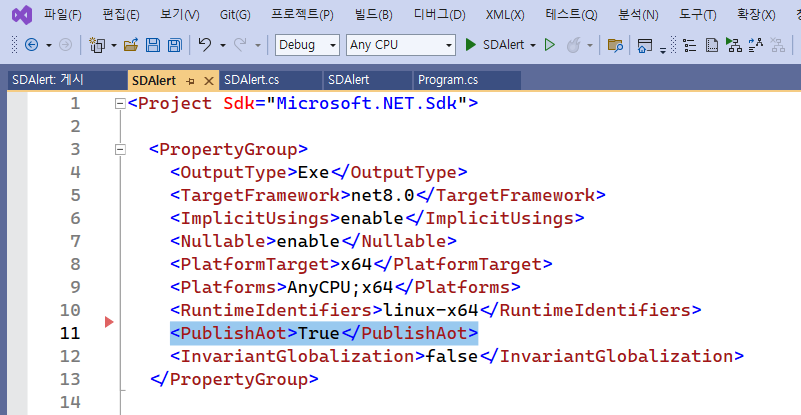 파일(F) 편집(E) 보기(V) Git(G) 프로젝트(P) 빌드(B) 디버그(D) XML(X) 테스트(Q) 분석(N) 도구(T) 확장(X)
Debug Any CPU SDAlert
SDAlert: 게시 SDAlert SDAlert.cs SDAlert Program.cs
1 <Project Sdk="Microsoft.NET.Sdk">
2
3 <PropertyGroup>
4 <OutputType>Exe</OutputType>
5 <TargetFramework>net8.0</TargetFramework>
6 <ImplicitUsings>enable</ImplicitUsings>
7 <Nullable>enable</Nullable>
8 <PlatformTarget>x64</PlatformTarget>
9 <Platforms>AnyCPU;x64</Platforms>
10 <RuntimeIdentifiers>linux-x64</RuntimeIdentifiers>
11 <PublishAot>True</PublishAot>
12 <InvariantGlobalization>false</InvariantGlobalization>
13 </PropertyGroup>
14